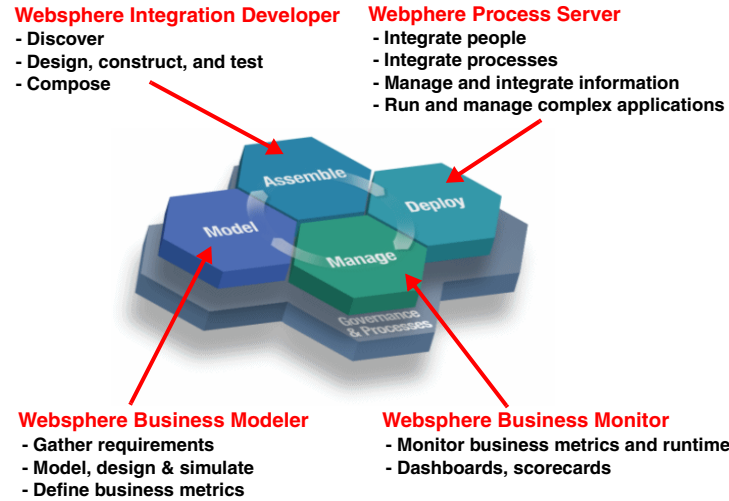 Websphere Integration Developer
- Discover
- Design, construct, and test
- Compose
Webphere Process Server
- Integrate people
- Integrate processes
- Manage and integrate information
- Run and manage complex applications
Assemble
Deploy
Model
Manage
Governance
& Processes
Websphere Business Modeler
- Gather requirements
- Model, design & simulate
- Define business metrics
Websphere Business Monitor
- Monitor business metrics and runtime
- Dashboards, scorecards